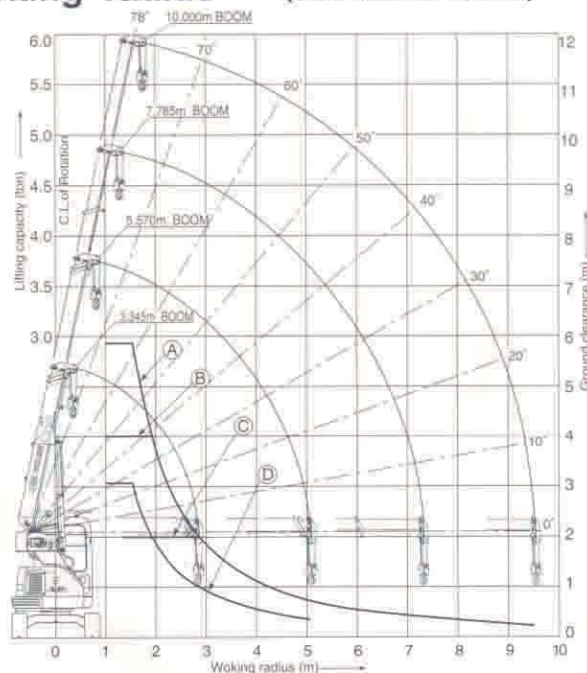 78° 10.000m BOOM
70°
60°
7.785m BOOM
50°
5.570m BOOM
40°
3.345m BOOM
30°
20°
10°
0°
A
B
C
D
C.L.of Rotation
Lifting capacity (ton)
6.0
5.5
5.0
4.5
4.0
3.5
3.0
12
11
10
9
8
7
6
5
4
3
2
1
0
Ground clearance (m)
0 1 2 3 4 5 6 7 8 9 10
Woking radius (m)